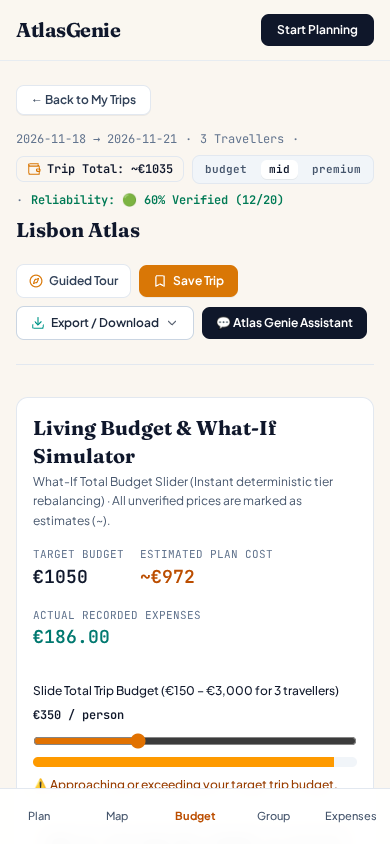 AtlasGenie
Start Planning
← Back to My Trips
2026-11-18 → 2026-11-21 · 3 Travellers ·
Trip Total: ~€1035
budget mid premium
· Reliability: 🟢 60% Verified (12/20)
Lisbon Atlas
Guided Tour
Save Trip
Export / Download
💬 Atlas Genie Assistant
Living Budget & What-If
Simulator
What-If Total Budget Slider (Instant deterministic tier
rebalancing) · All unverified prices are marked as
estimates (~).
TARGET BUDGET
€1050
ESTIMATED PLAN COST
~€972
ACTUAL RECORDED EXPENSES
€186.00
Slide Total Trip Budget (€150 – €3,000 for 3 travellers)
€350 / person
⚠️ Approaching or exceeding your target trip budget.
Plan
Map
Budget
Group
Expenses